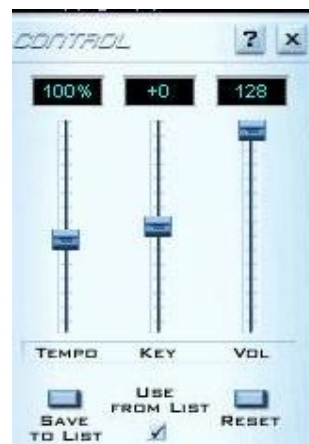 CONTROL ? X
100% +0 128
TEMPO KEY VOL
SAVE TO LIST
USE FROM LIST
RESET